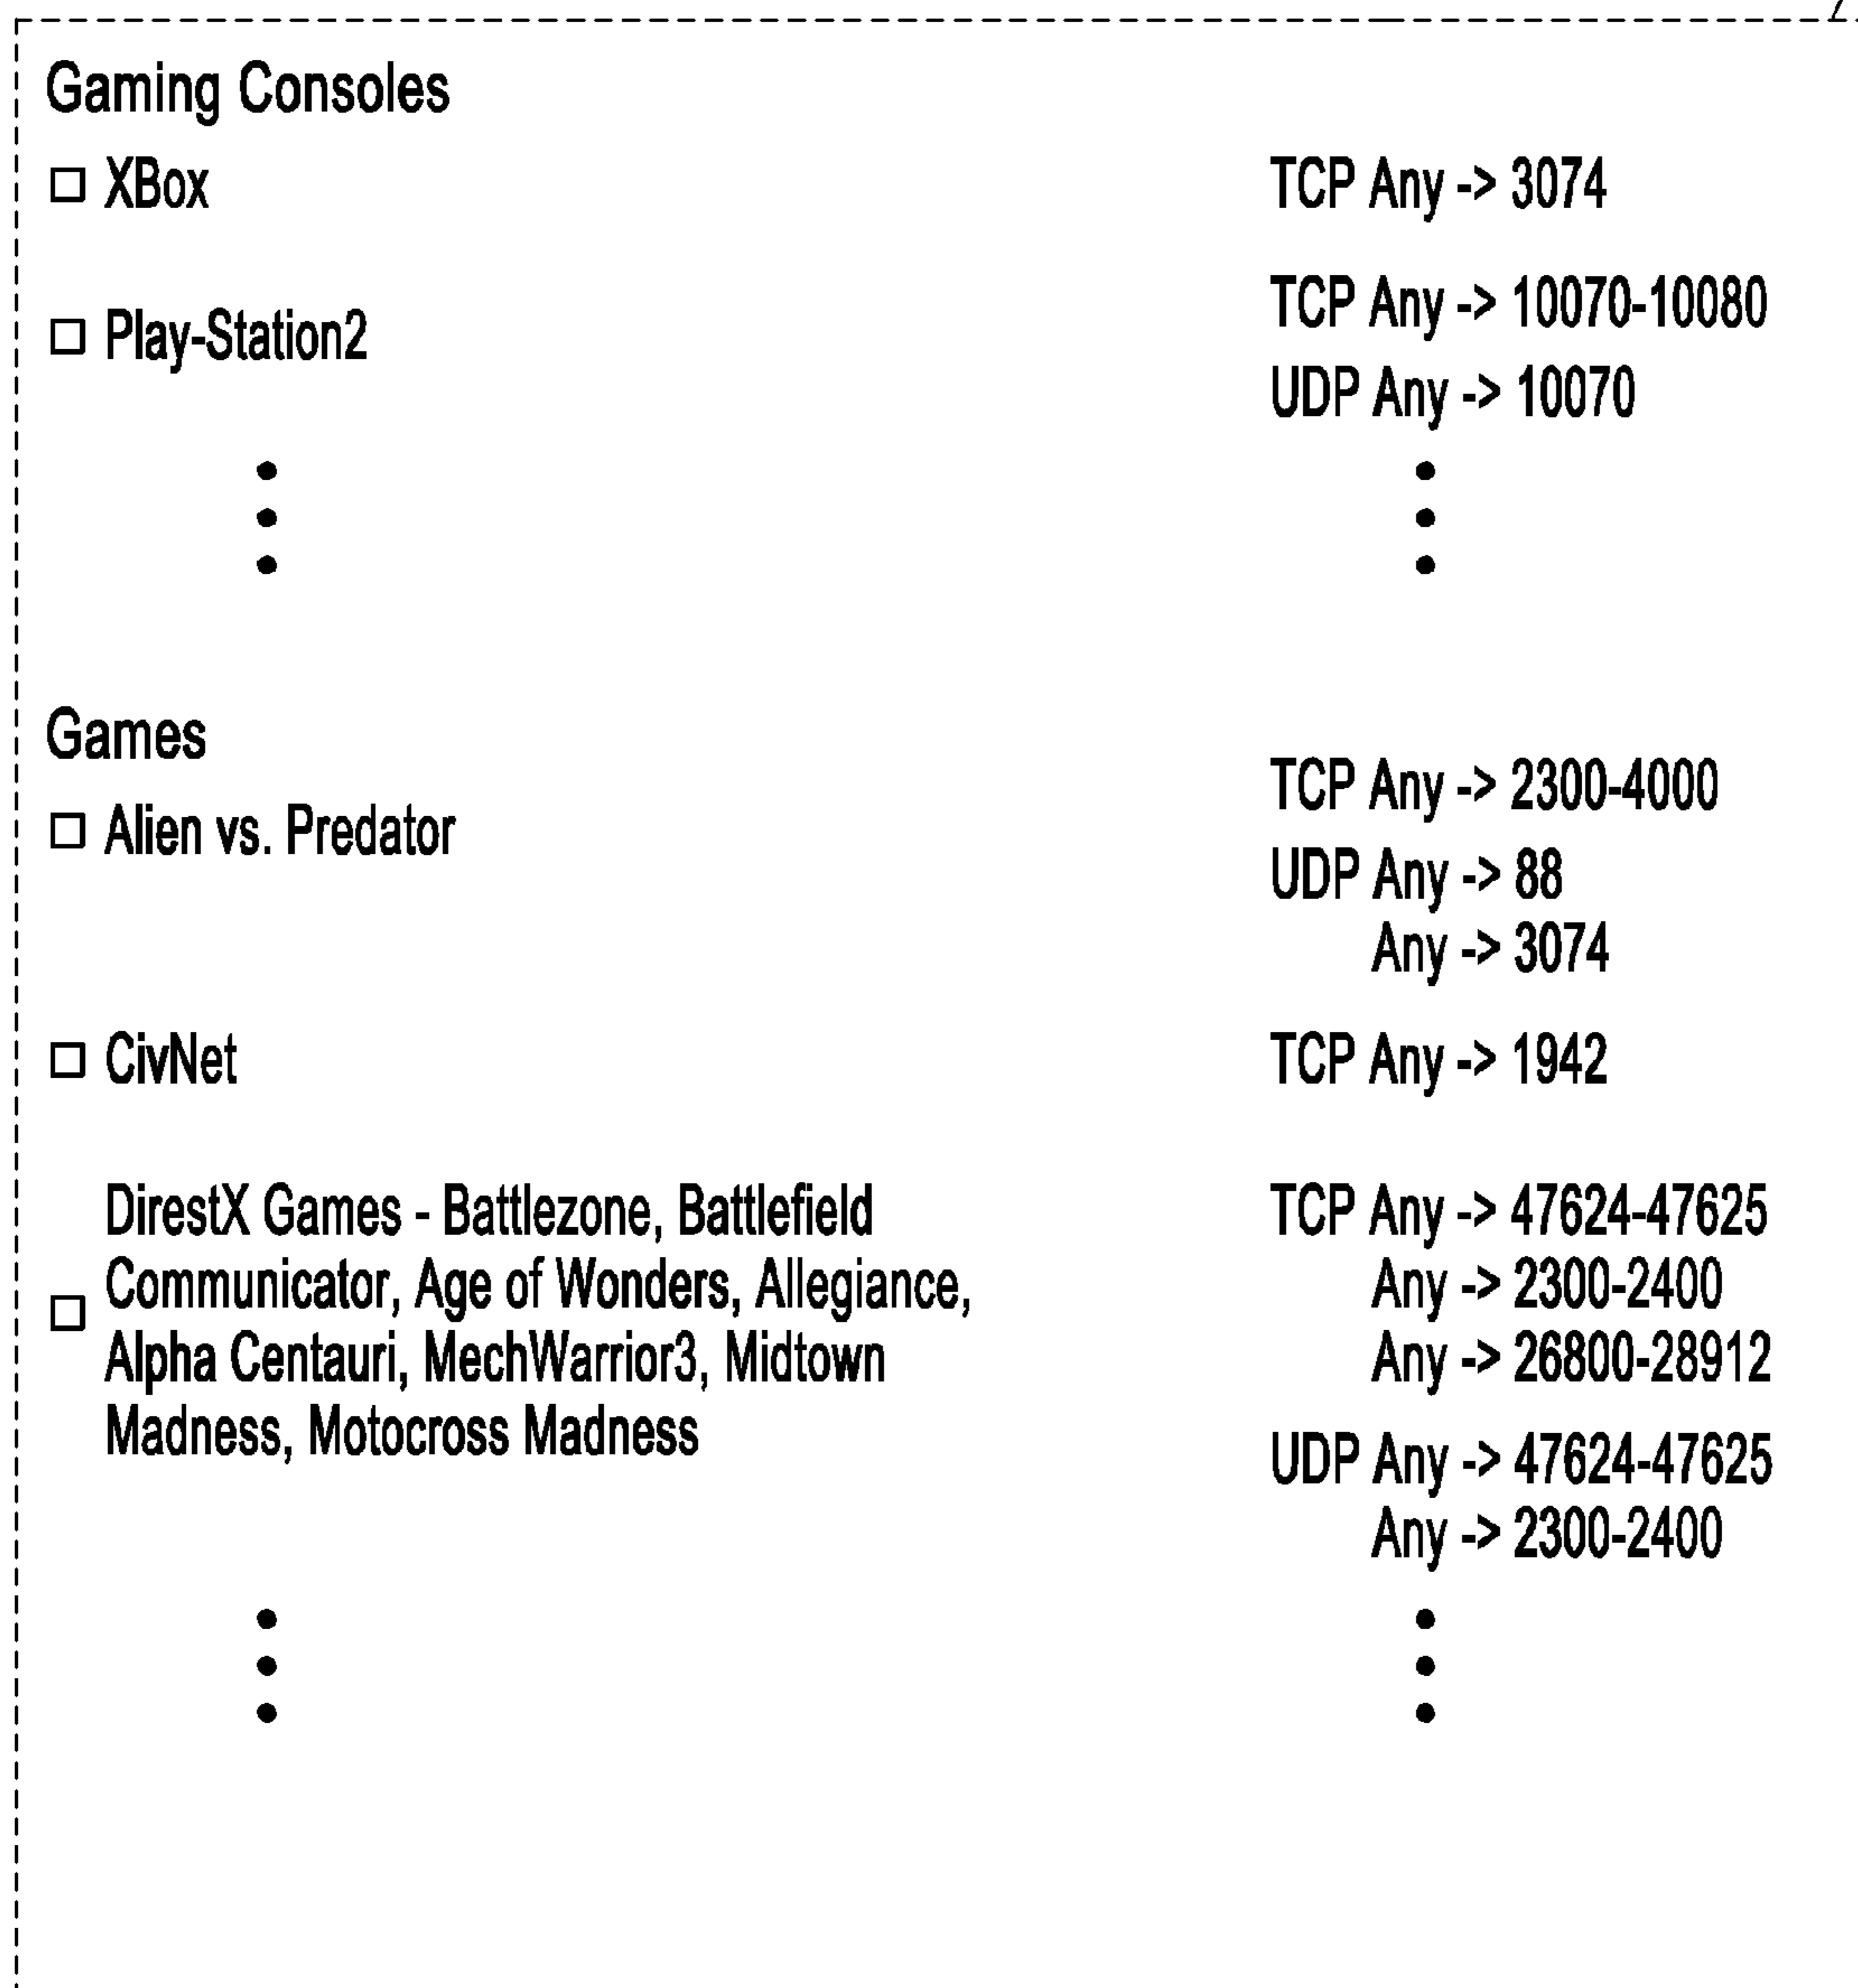 Gaming Consoles
□ XBox TCP Any -> 3074
□ Play-Station2 TCP Any -> 10070-10080
UDP Any -> 10070
Games
□ Alien vs. Predator TCP Any -> 2300-4000
UDP Any -> 88
Any -> 3074
□ CivNet TCP Any -> 1942
DirestX Games - Battlezone, Battlefield TCP Any -> 47624-47625
□ Communicator, Age of Wonders, Allegiance, Any -> 2300-2400
Alpha Centauri, MechWarrior3, Midtown Any -> 26800-28912
Madness, Motocross Madness UDP Any -> 47624-47625
Any -> 2300-2400